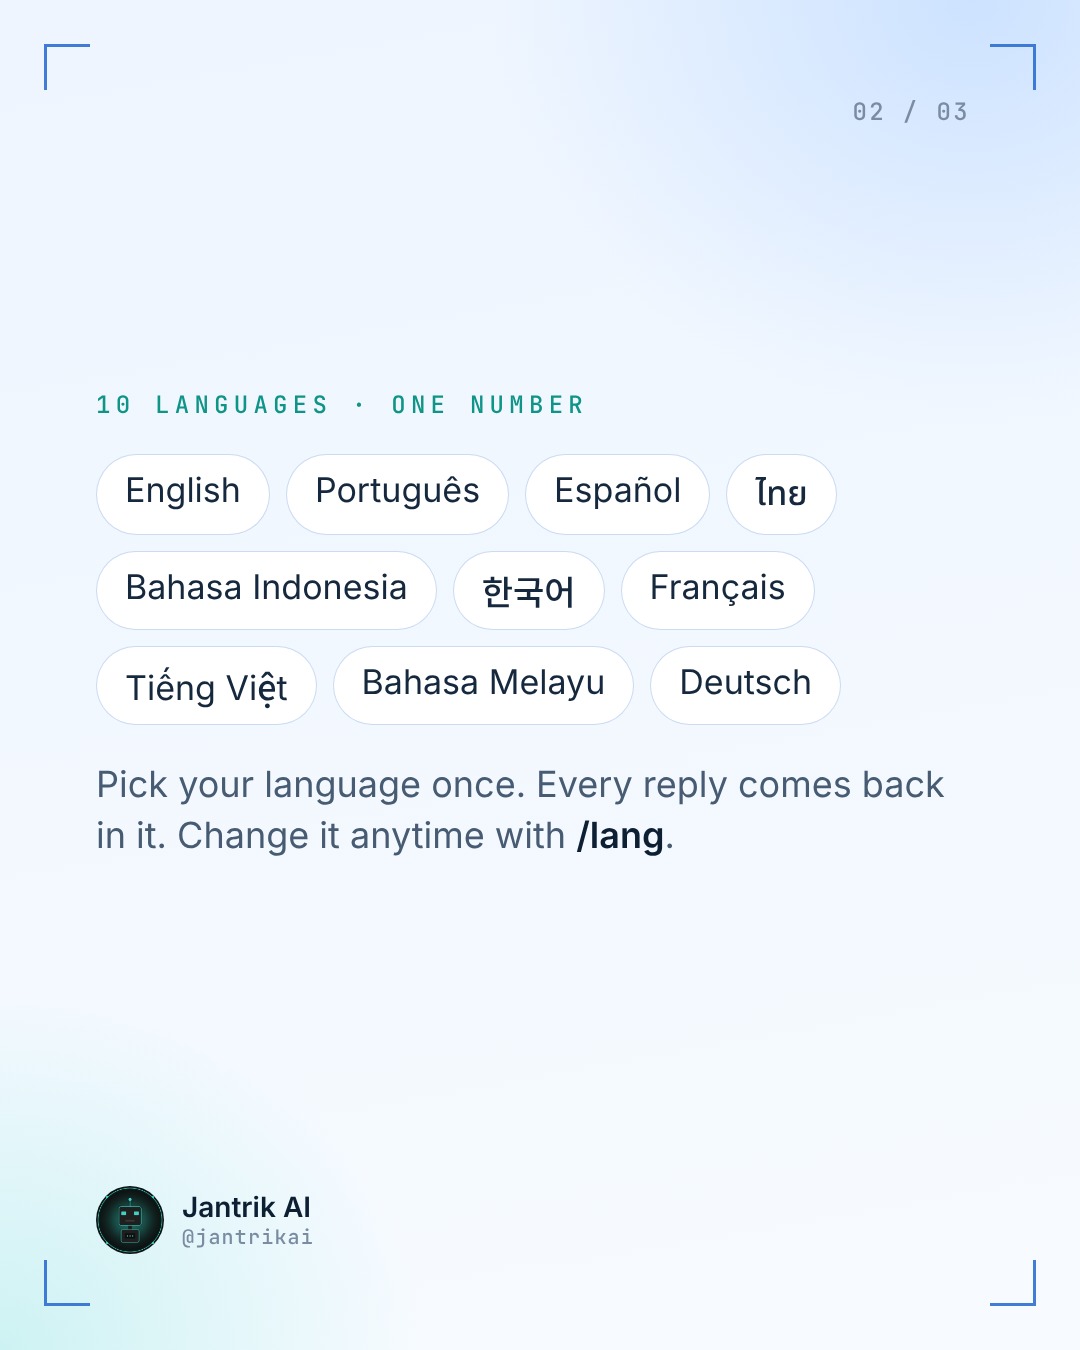 02 / 03
10 LANGUAGES · ONE NUMBER
English Português Español ไทย
Bahasa Indonesia 한국어 Français
Tiếng Việt Bahasa Melayu Deutsch
Pick your language once. Every reply comes back
in it. Change it anytime with /lang.
Jantrik AI
@jantrikai